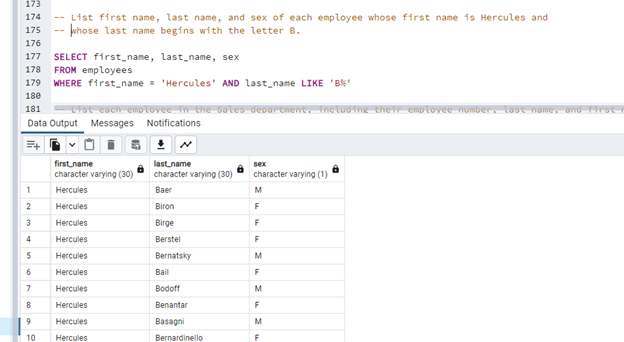 173
174 -- List first name, last name, and sex of each employee whose first name is Hercules and
175 -- whose last name begins with the letter B.
176
177 SELECT first_name, last_name, sex
178 FROM employees
179 WHERE first_name = 'Hercules' AND last_name LIKE 'B%'
180
181 -- List each employee in the Sales department, including their employee number, last name, and first
Data Output Messages Notifications
first_name last_name sex
character varying (30) character varying (30) character varying (1)
1 Hercules Baer M
2 Hercules Biron F
3 Hercules Birge F
4 Hercules Berstel F
5 Hercules Bernatsky M
6 Hercules Bail F
7 Hercules Bodoff M
8 Hercules Benantar F
9 Hercules Basagni M
10 Hercules Bernardinello F